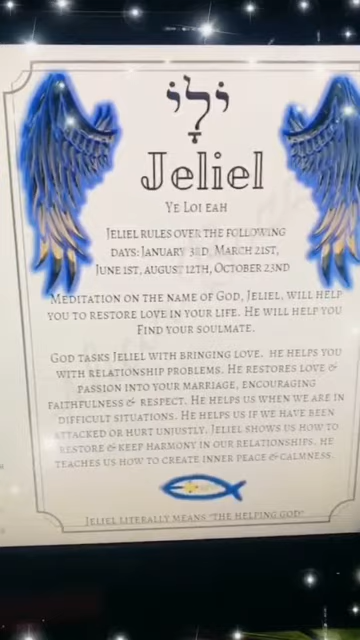 יֹלָי
Jeliel
Ye Loi eah
Jeliel rules over the following
days: January 3rd, March 21st,
June 1st, August 12th, October 23nd
Meditation on the name of God, Jeliel, will help
you to restore love in your life. He will help you
find your soulmate.
God tasks Jeliel with bringing love. he helps you
with relationship problems. He restores love &
passion into your marriage, encouraging
faithfulness & respect. He helps us when we are in
difficult situations. He helps us if we have been
attacked or hurt unjustly. Jeliel shows us how to
restore & keep harmony in our relationships. he
teaches us how to create inner peace & calmness.
Jeliel literally means "The Helping God"